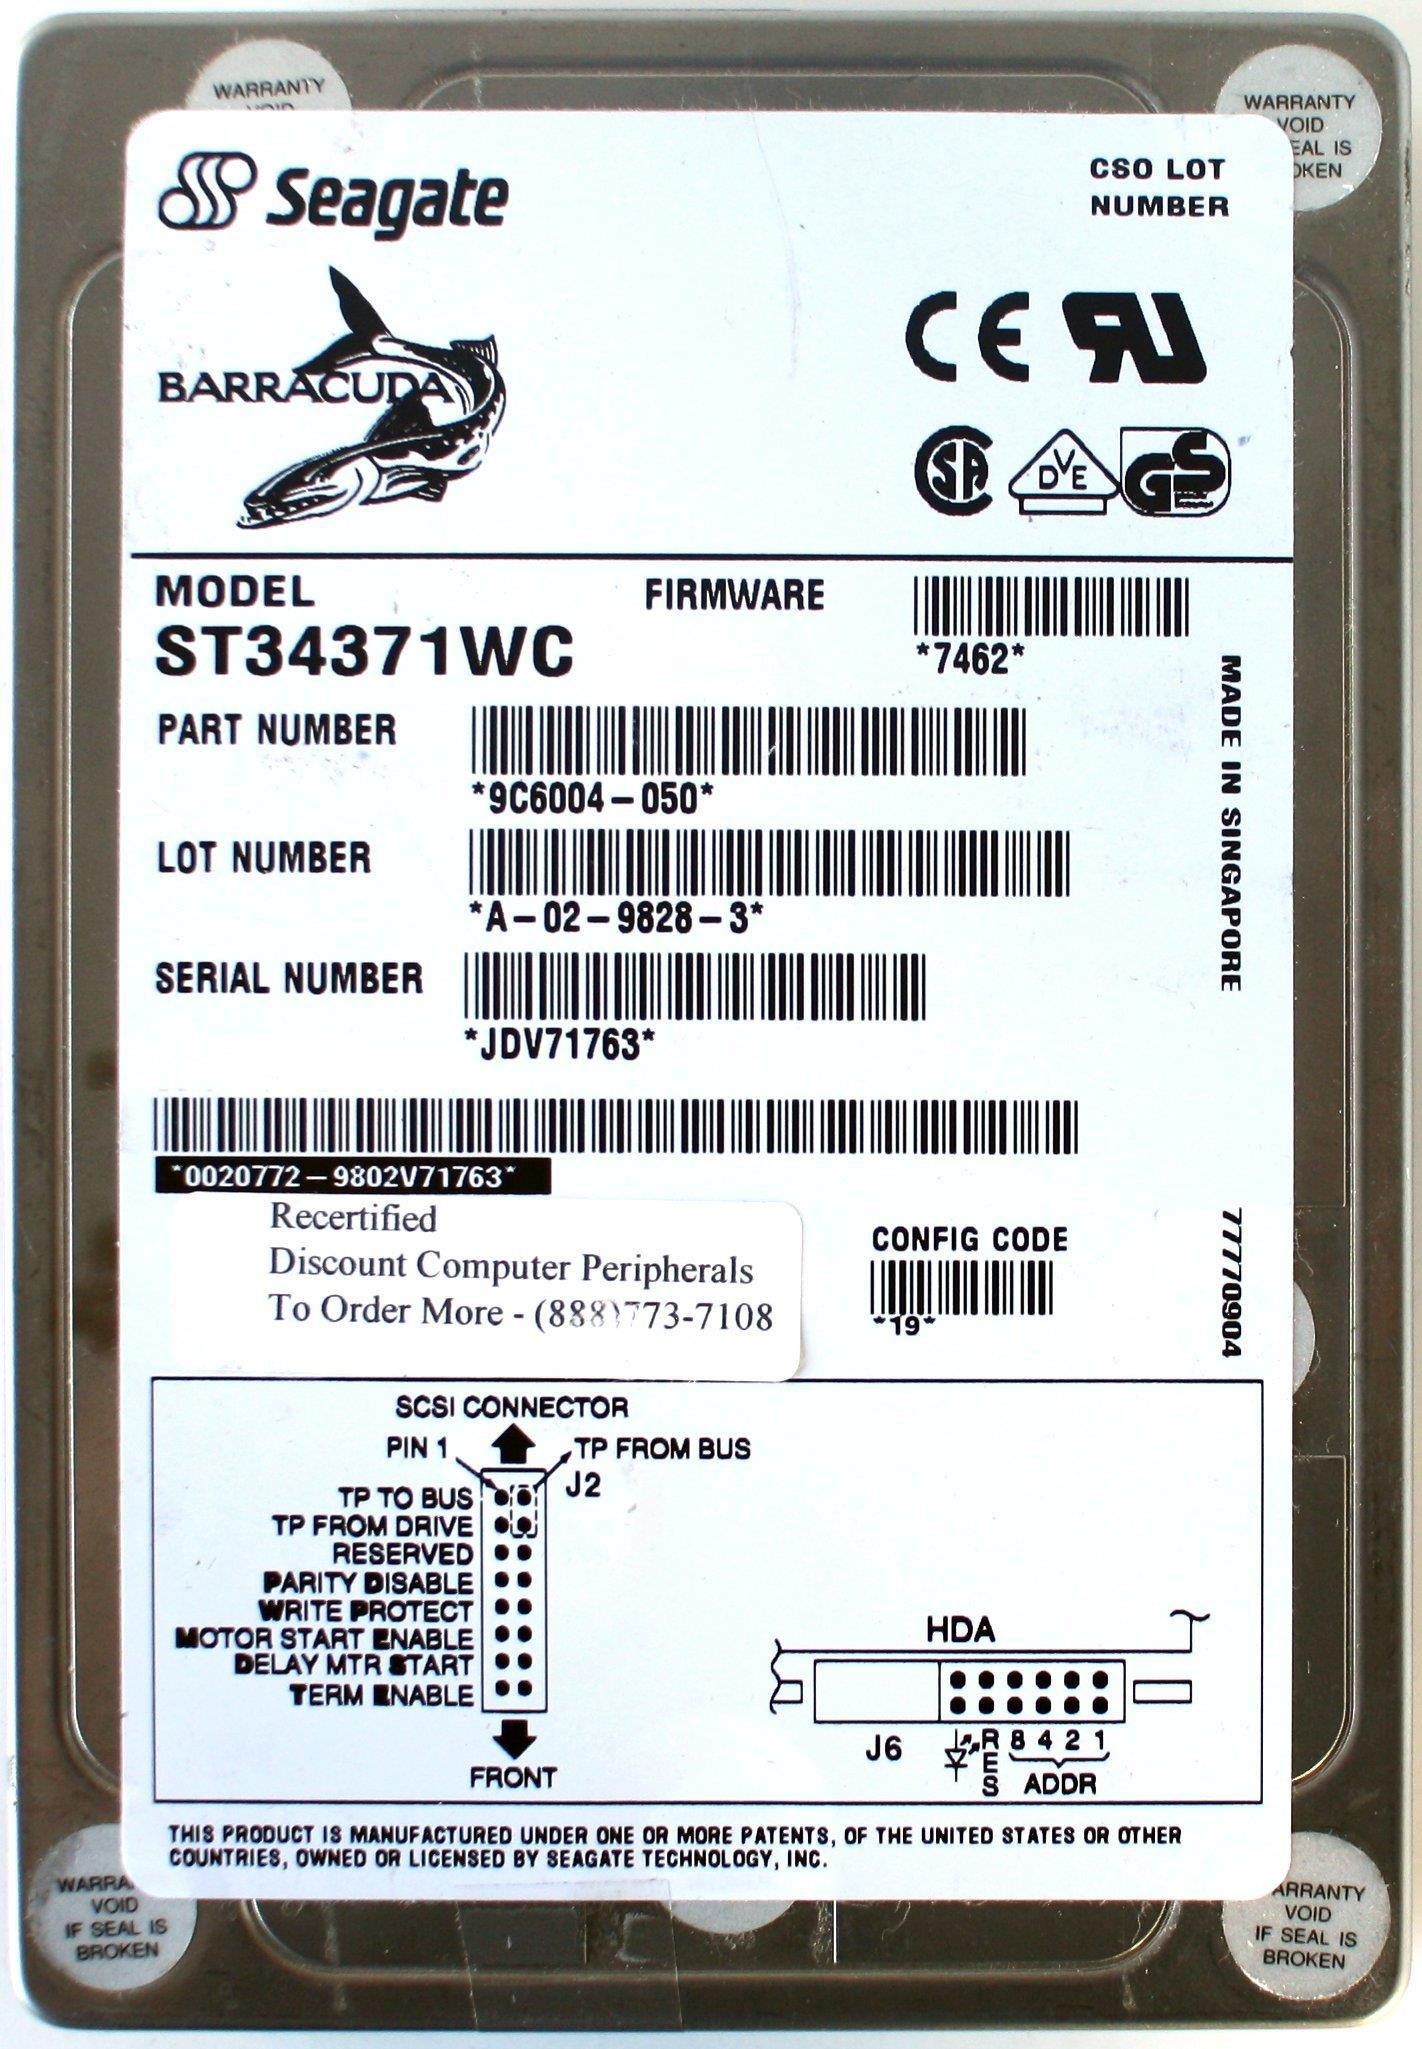 WARRANTY
WARRANTY
VOID
IS
Seagate
CSO LOT
NUMBER
BARRACUDA
CE
SA
DVE
GS
MODEL
FIRMWARE
ST34371WC
*7462*
PART NUMBER
*9C6004-050*
LOT NUMBER
*A-02-9828-3*
SERIAL NUMBER
*JDV71763*
MADE IN SINGAPORE
*0020772-9802V71763*
Recertified
Discount Computer Peripherals
To Order More - (888)773-7108
CONFIG CODE
*19*
77770904
SCSI CONNECTOR
PIN 1
TP FROM BUS
J2
TP TO BUS
TP FROM DRIVE
RESERVED
PARITY DISABLE
WRITE PROTECT
MOTOR START ENABLE
DELAY MTR START
TERM ENABLE
FRONT
HDA
J6
RES
8 4 2 1
ADDR
THIS PRODUCT IS MANUFACTURED UNDER ONE OR MORE PATENTS, OF THE UNITED STATES OR OTHER
COUNTRIES, OWNED OR LICENSED BY SEAGATE TECHNOLOGY, INC.
VOID
IF SEAL IS
BROKEN
VOID
IF SEAL IS
BROKEN